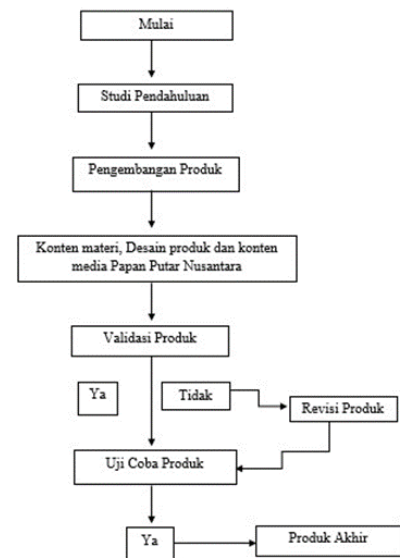 Mulai
Studi Pendahuluan
Pengembangan Produk
Konten materi, Desain produk dan konten
media Papan Putar Nusantara
Validasi Produk
Ya
Tidak
Revisi Produk
Uji Coba Produk
Ya
Produk Akhir